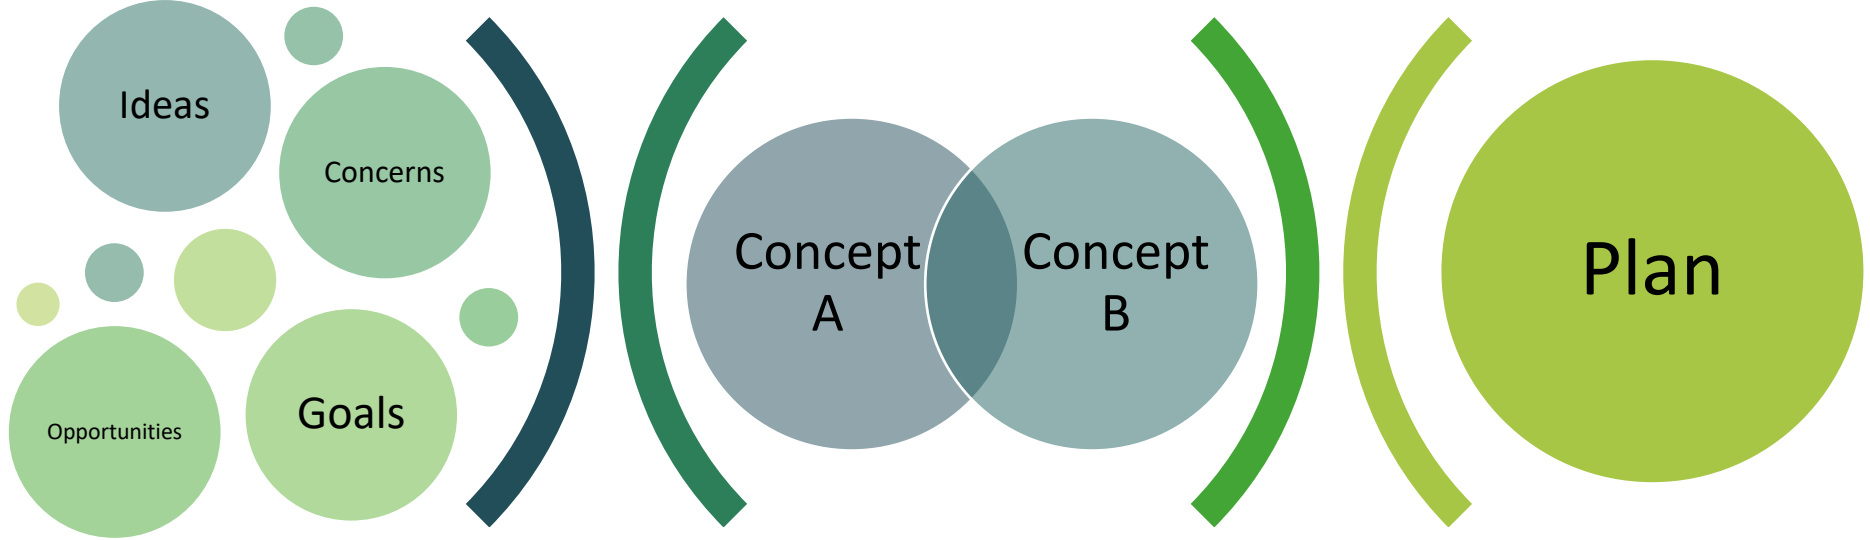 Ideas
Concerns
Opportunities
Goals
Concept
A
Concept
B
Plan